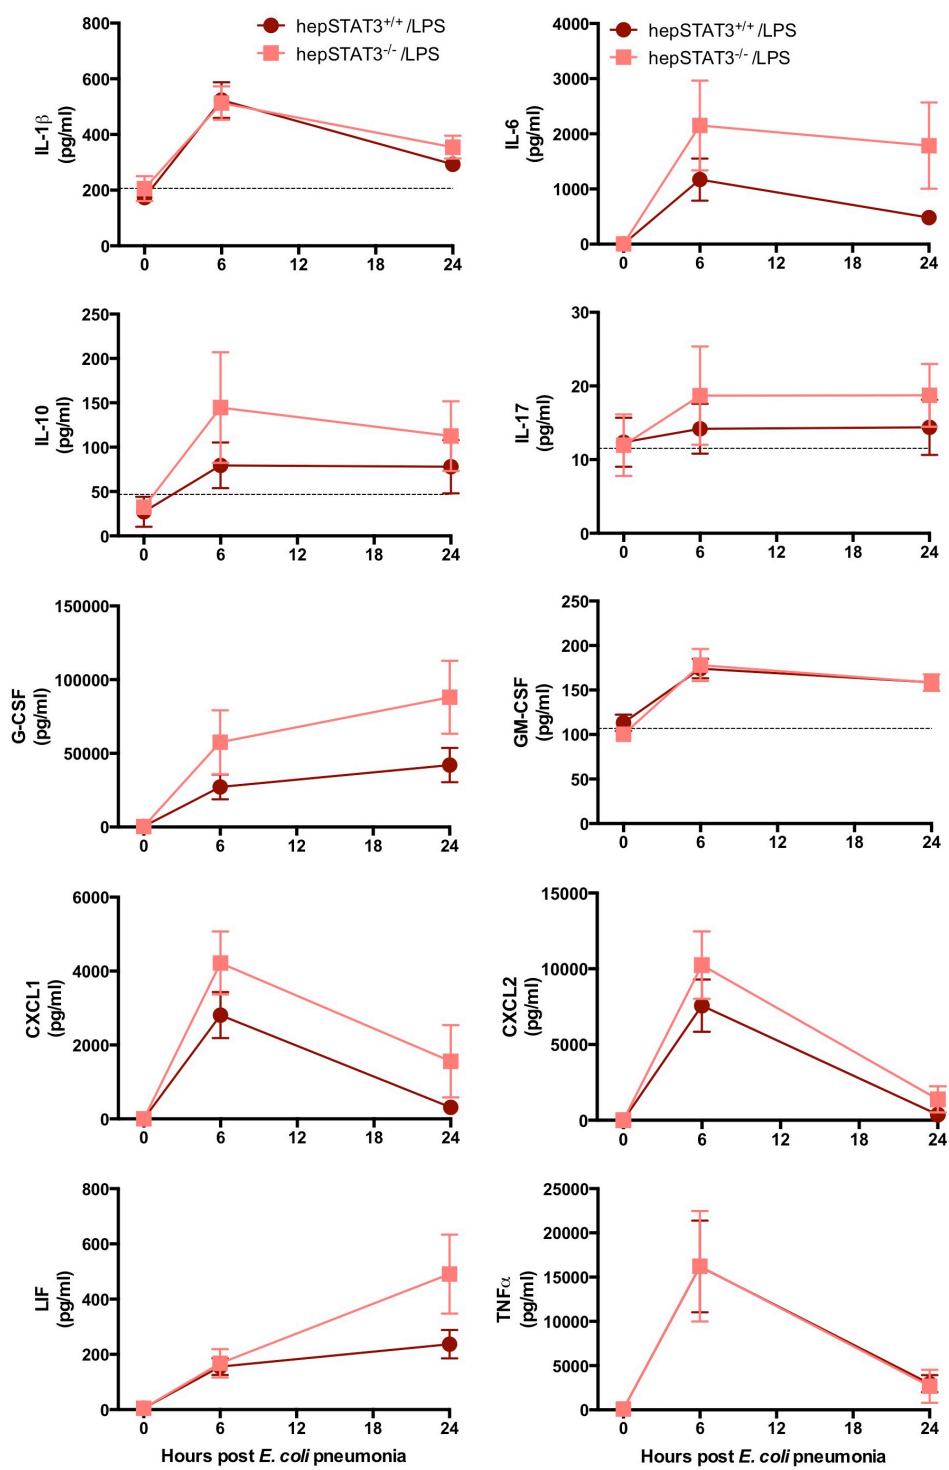 hepSTAT3+/+/LPS
hepSTAT3-/-/LPS
IL-1β
(pg/ml)
800
600
400
200
0
0 6 12 18 24
hepSTAT3+/+/LPS
hepSTAT3-/-/LPS
IL-6
(pg/ml)
4000
3000
2000
1000
0
0 6 12 18 24
IL-10
(pg/ml)
250
200
150
100
50
0
0 6 12 18 24
IL-17
(pg/ml)
30
20
10
0
0 6 12 18 24
G-CSF
(pg/ml)
150000
100000
50000
0
0 6 12 18 24
GM-CSF
(pg/ml)
250
200
150
100
50
0
0 6 12 18 24
CXCL1
(pg/ml)
6000
4000
2000
0
0 6 12 18 24
CXCL2
(pg/ml)
15000
10000
5000
0
0 6 12 18 24
LIF
(pg/ml)
800
600
400
200
0
0 6 12 18 24
Hours post E. coli pneumonia
TNFα
(pg/ml)
25000
20000
15000
10000
5000
0
0 6 12 18 24
Hours post E. coli pneumonia